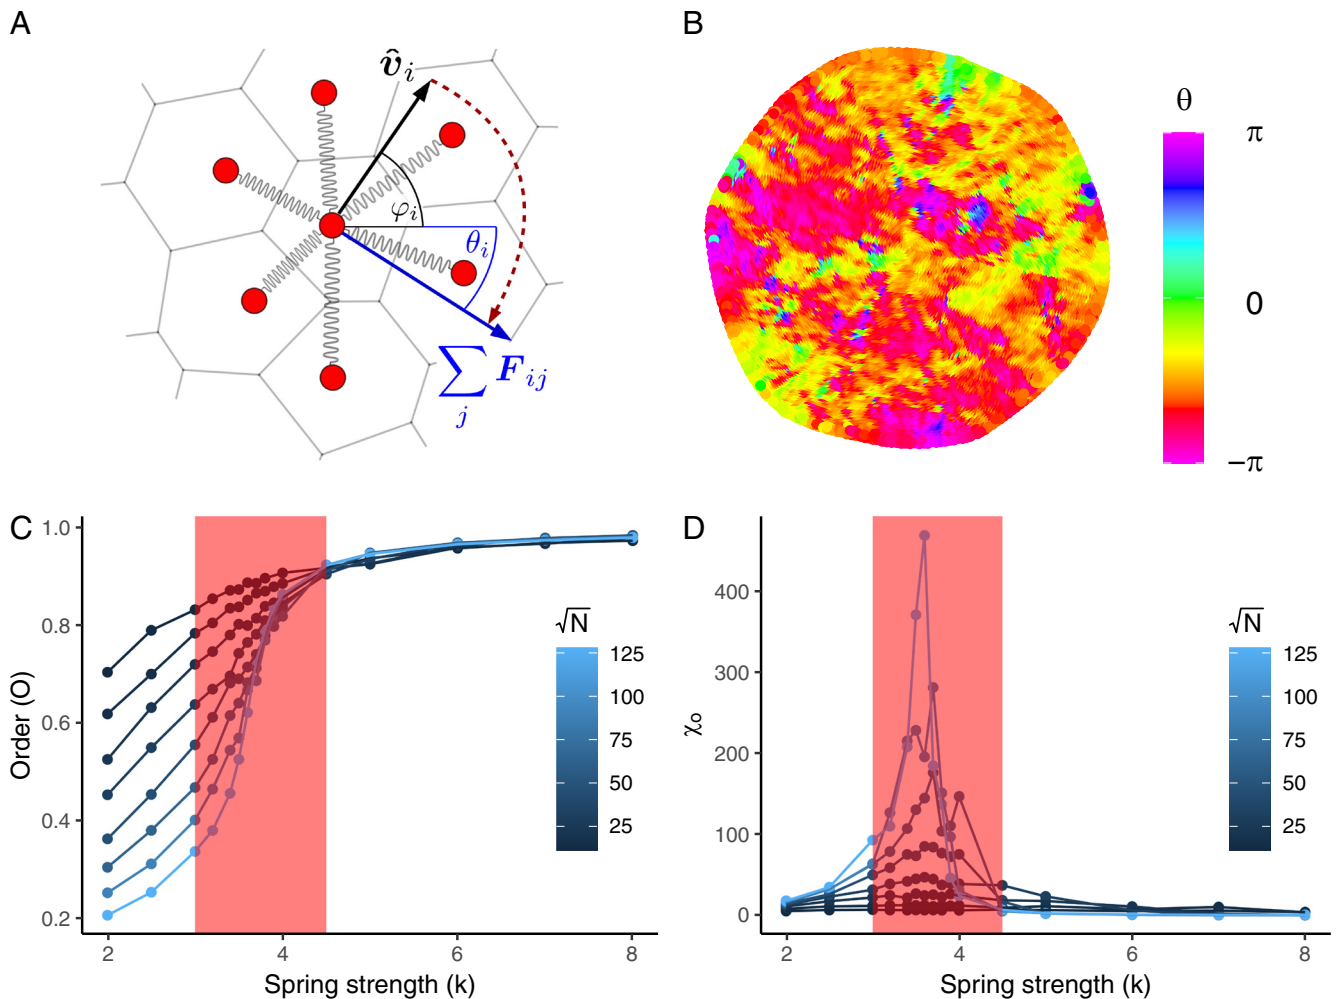 A
v̂ᵢ
φᵢ
θᵢ
∑ⱼ Fᵢⱼ
B
θ
π
0
−π
C
1.0
0.8
0.6
0.4
0.2
Order (O)
2
4
6
8
Spring strength (k)
√N
125
100
75
50
25
D
400
300
200
100
0
χₒ
2
4
6
8
Spring strength (k)
√N
125
100
75
50
25